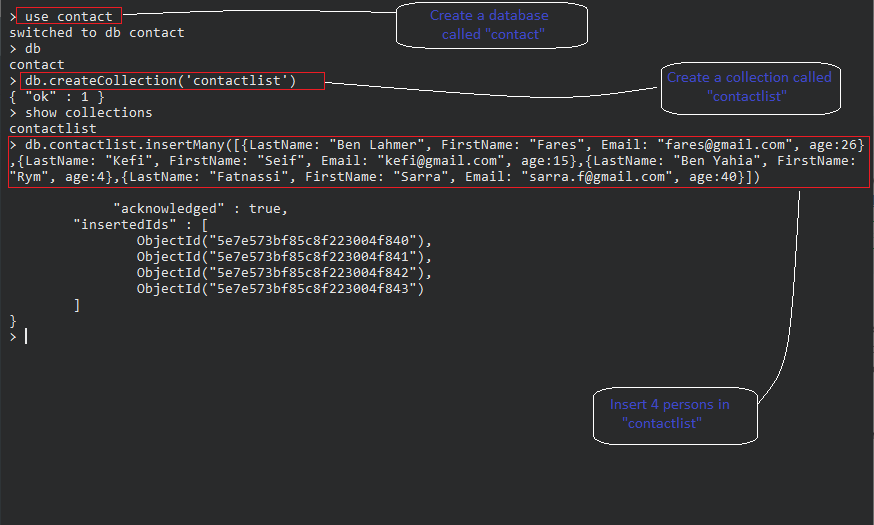 > use contact
Create a database
called "contact"
switched to db contact
> db
contact
> db.createCollection('contactlist')
Create a collection called
"contactlist"
{ "ok" : 1 }
> show collections
contactlist
> db.contactlist.insertMany([{LastName: "Ben Lahmer", FirstName: "Fares", Email: "fares@gmail.com", age:26}
,{LastName: "Kefi", FirstName: "Seif", Email: "kefi@gmail.com", age:15},{LastName: "Ben Yahia", FirstName:
"Rym", age:4},{LastName: "Fatnassi", FirstName: "Sarra", Email: "sarra.f@gmail.com", age:40}])
"acknowledged" : true,
"insertedIds" : [
ObjectId("5e7e573bf85c8f223004f840"),
ObjectId("5e7e573bf85c8f223004f841"),
ObjectId("5e7e573bf85c8f223004f842"),
ObjectId("5e7e573bf85c8f223004f843")
]
}
>
Insert 4 persons in
"contactlist"